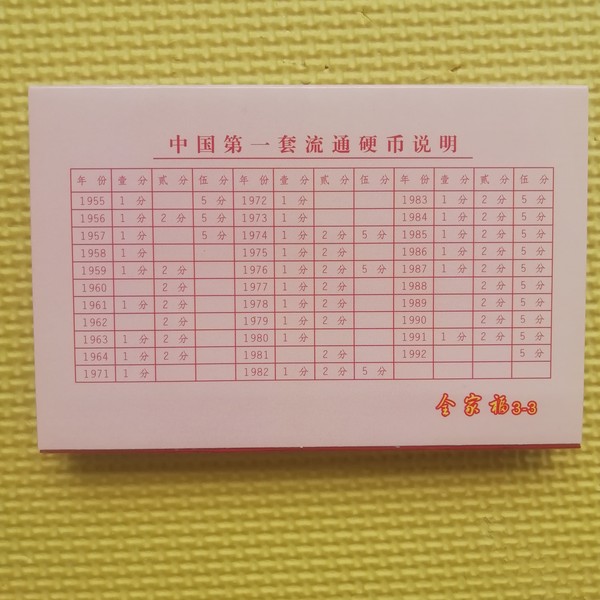 中国第一套流通硬币说明
年份 壹分 贰分 伍分 年份 壹分 贰分 伍分 年份 壹分 贰分 伍分
1955 1分 5分 1972 1分 1983 1分 2分 5分
1956 1分 2分 5分 1973 1分 1984 1分 2分 5分
1957 1分 5分 1974 1分 2分 5分 1985 1分 2分 5分
1958 1分 1975 1分 2分 1986 1分 2分 5分
1959 1分 2分 1976 1分 2分 5分 1987 1分 2分 5分
1960 2分 1977 1分 2分 1988 2分 5分
1961 1分 2分 1978 1分 2分 1989 2分 5分
1962 2分 1979 1分 2分 1990 2分 5分
1963 1分 2分 1980 1分 1991 1分 2分 5分
1964 1分 2分 1981 2分 1992 5分
1971 1分 1982 1分 2分 5分
全家福3-3